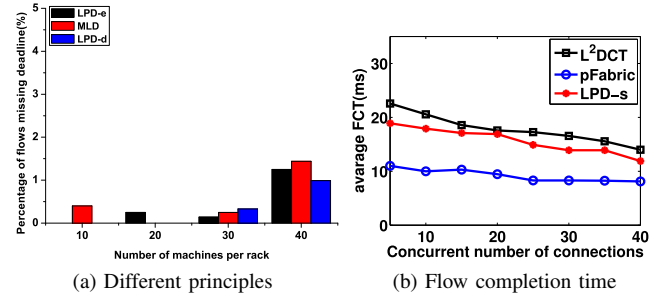 LPD-e
MLD
LPD-d
Percentage of flows missing deadline(%)
5
4
3
2
1
0
10
20
30
40
Number of machines per rack
(a) Different principles
L²DCT
pFabric
LPD-s
avarage FCT(ms)
30
20
10
0
10
20
30
40
Concurrent number of connections
(b) Flow completion time